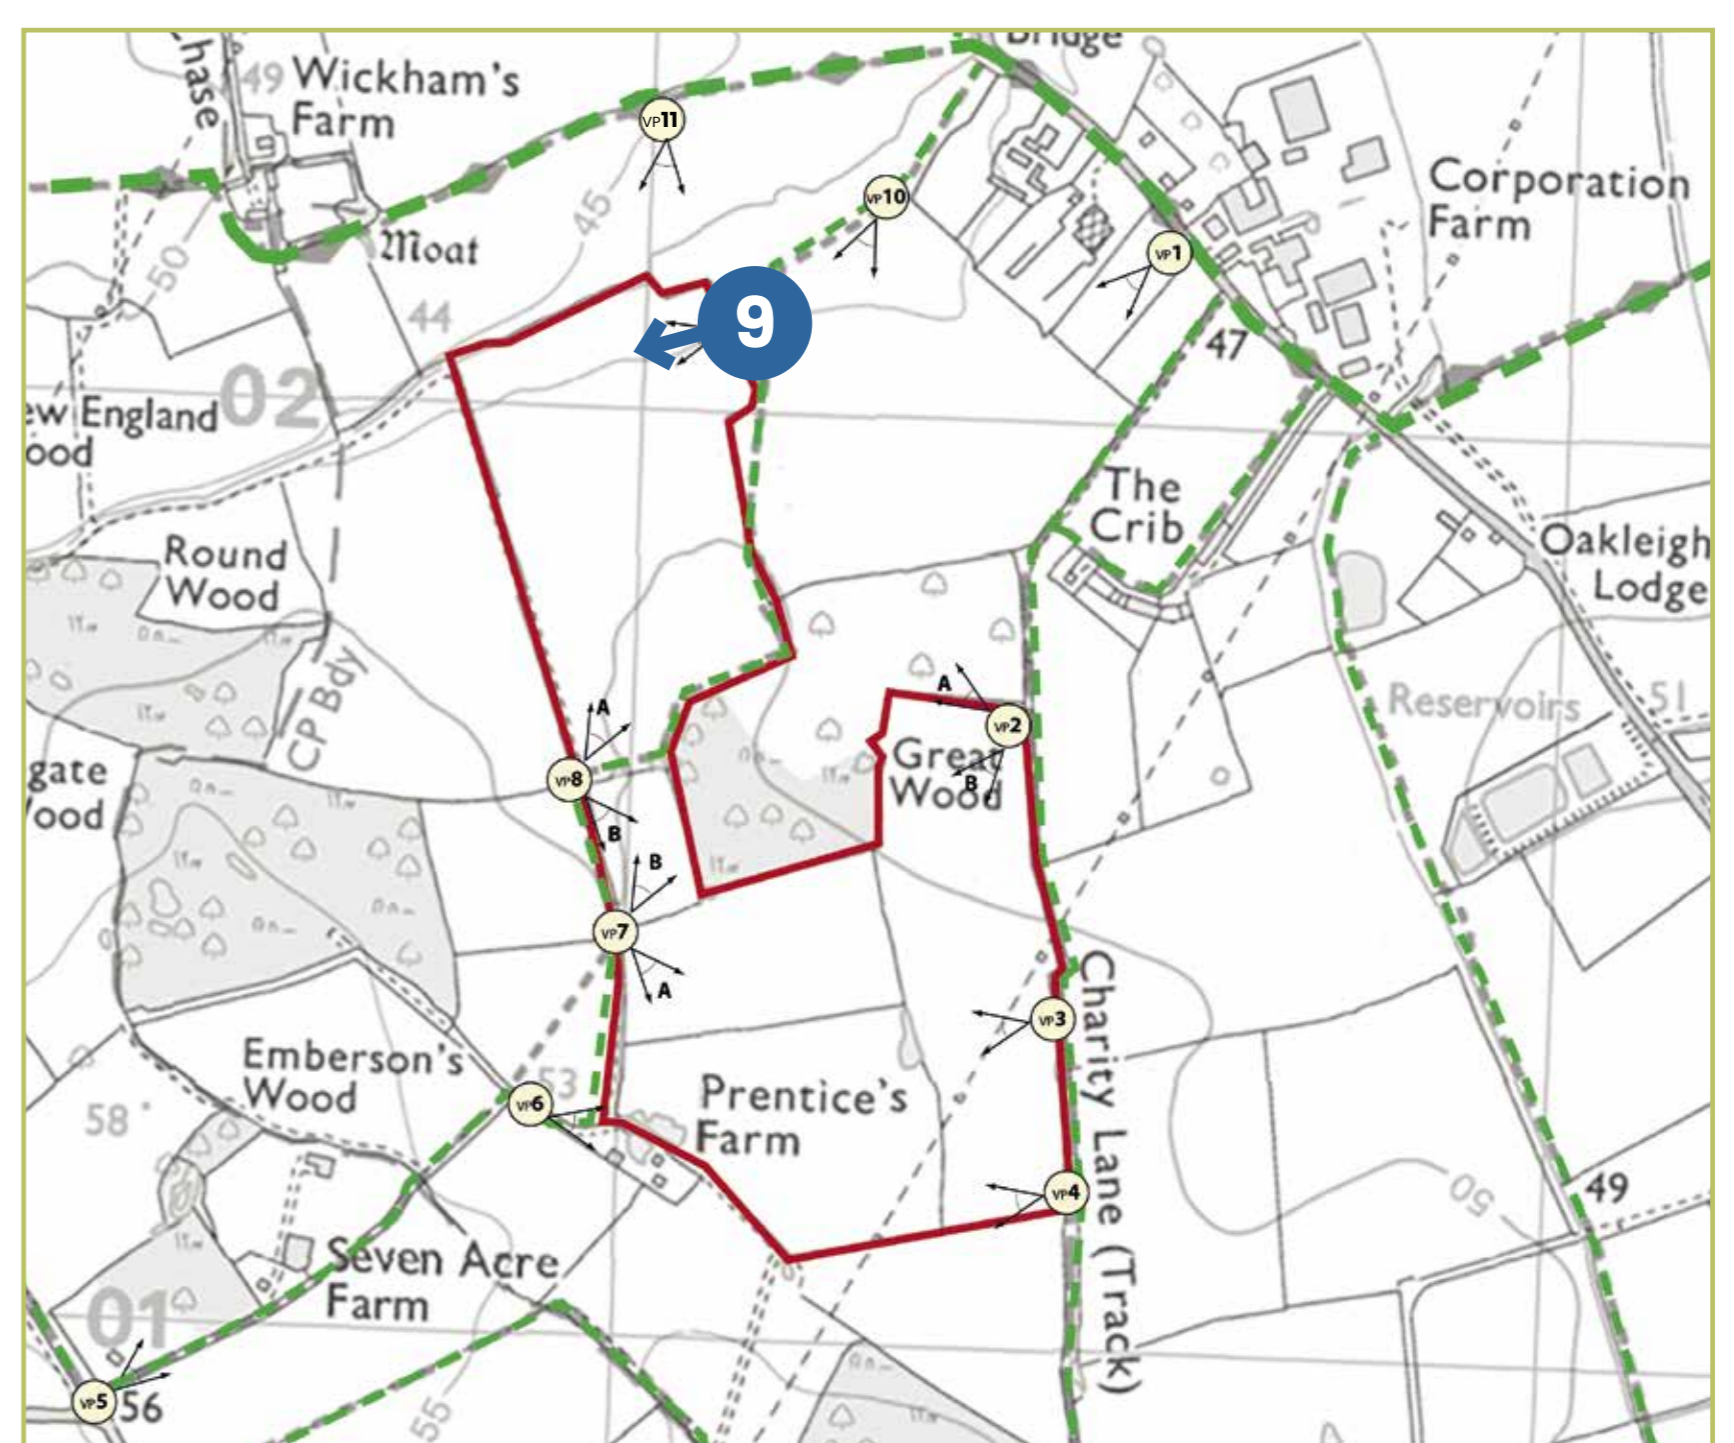 Bridge
hase
49
Wickham's
Farm
VP11
VP10
Corporation
Farm
45
Moat
VP1
50
44
9
47
02
ew England
ood
The
Crib
Round
Wood
Oakleigh
Lodge
CP Bdy
A
A
VP2
Reservoirs
51
gate
ood
VP8
Great
Wood
B
B
B
VP7
A
Charity Lane (Track)
VP3
Emberson's
Wood
53
VP6
Prentice's
Farm
58
VP4
50
49
Seven Acre
Farm
01
VP5
56
55